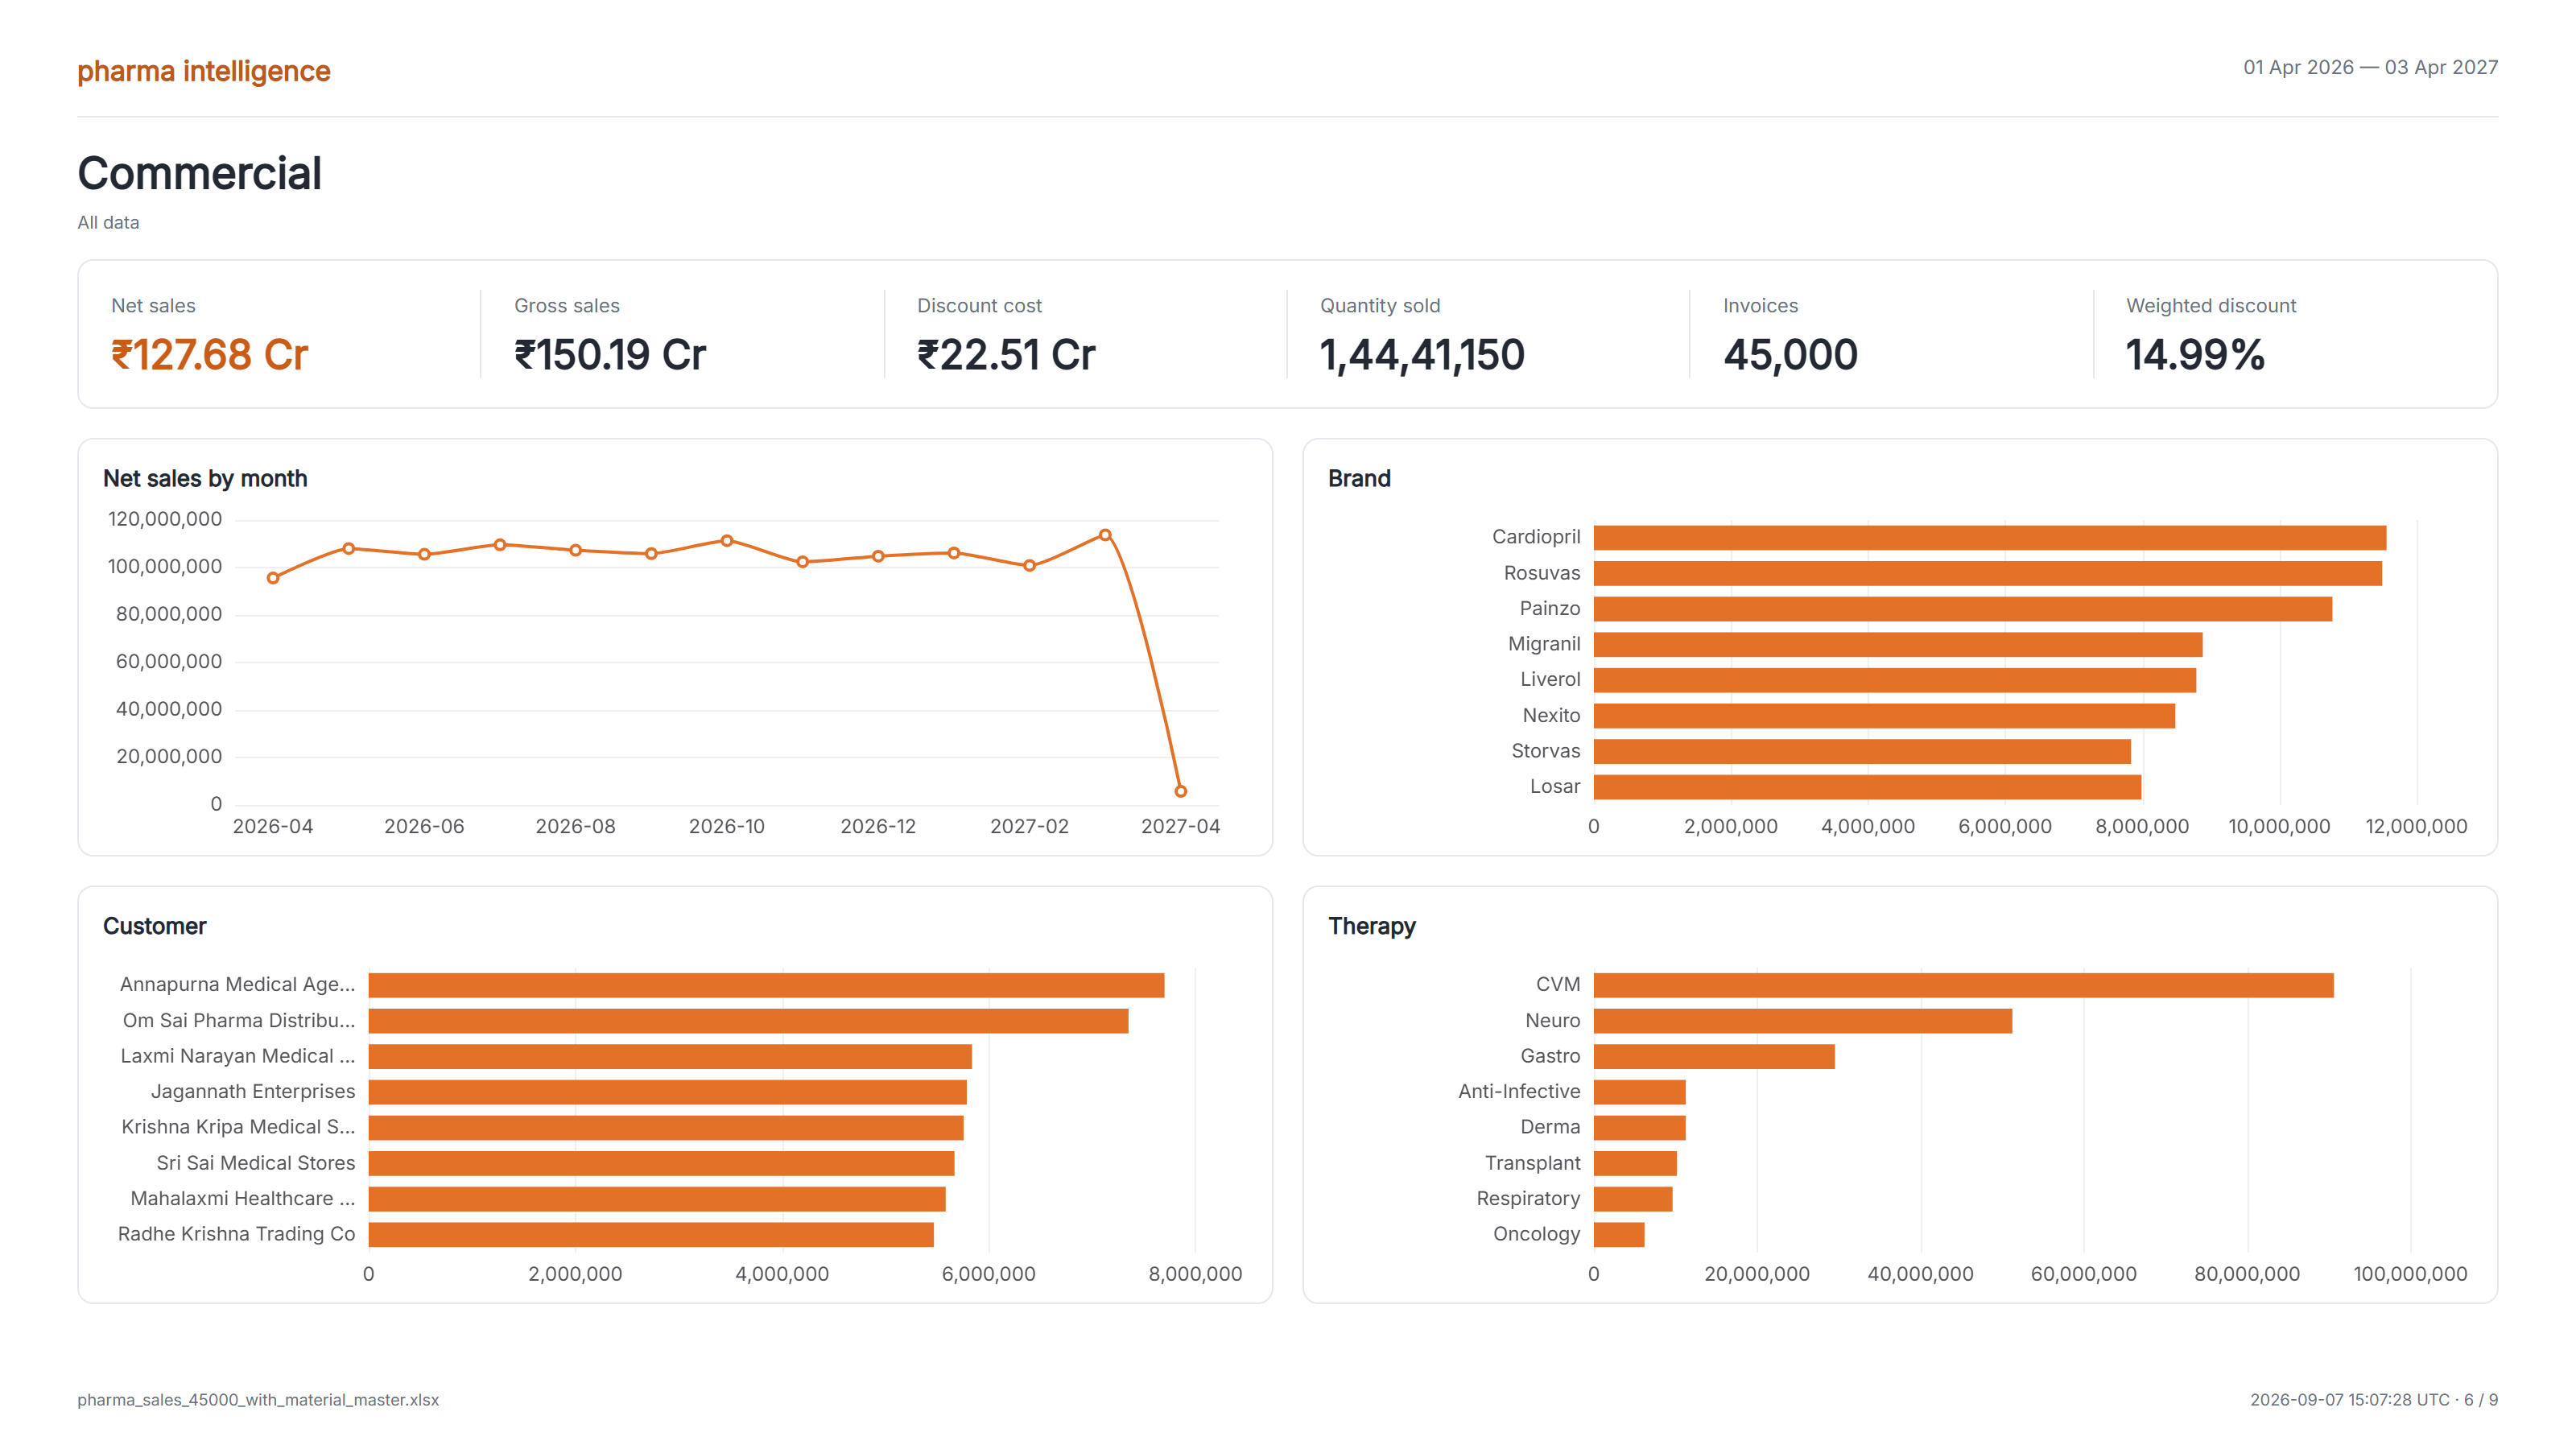 pharma intelligence
01 Apr 2026 — 03 Apr 2027
Commercial
All data
Net sales
₹127.68 Cr
Gross sales
₹150.19 Cr
Discount cost
₹22.51 Cr
Quantity sold
1,44,41,150
Invoices
45,000
Weighted discount
14.99%
Net sales by month
120,000,000
100,000,000
80,000,000
60,000,000
40,000,000
20,000,000
0
2026-04 2026-06 2026-08 2026-10 2026-12 2027-02 2027-04
Brand
Cardiopril
Rosuvas
Painzo
Migranil
Liverol
Nexito
Storvas
Losar
0 2,000,000 4,000,000 6,000,000 8,000,000 10,000,000 12,000,000
Customer
Annapurna Medical Age...
Om Sai Pharma Distribu...
Laxmi Narayan Medical ...
Jagannath Enterprises
Krishna Kripa Medical S...
Sri Sai Medical Stores
Mahalaxmi Healthcare ...
Radhe Krishna Trading Co
0 2,000,000 4,000,000 6,000,000 8,000,000
Therapy
CVM
Neuro
Gastro
Anti-Infective
Derma
Transplant
Respiratory
Oncology
0 20,000,000 40,000,000 60,000,000 80,000,000 100,000,000
pharma_sales_45000_with_material_master.xlsx
2026-09-07 15:07:28 UTC · 6 / 9